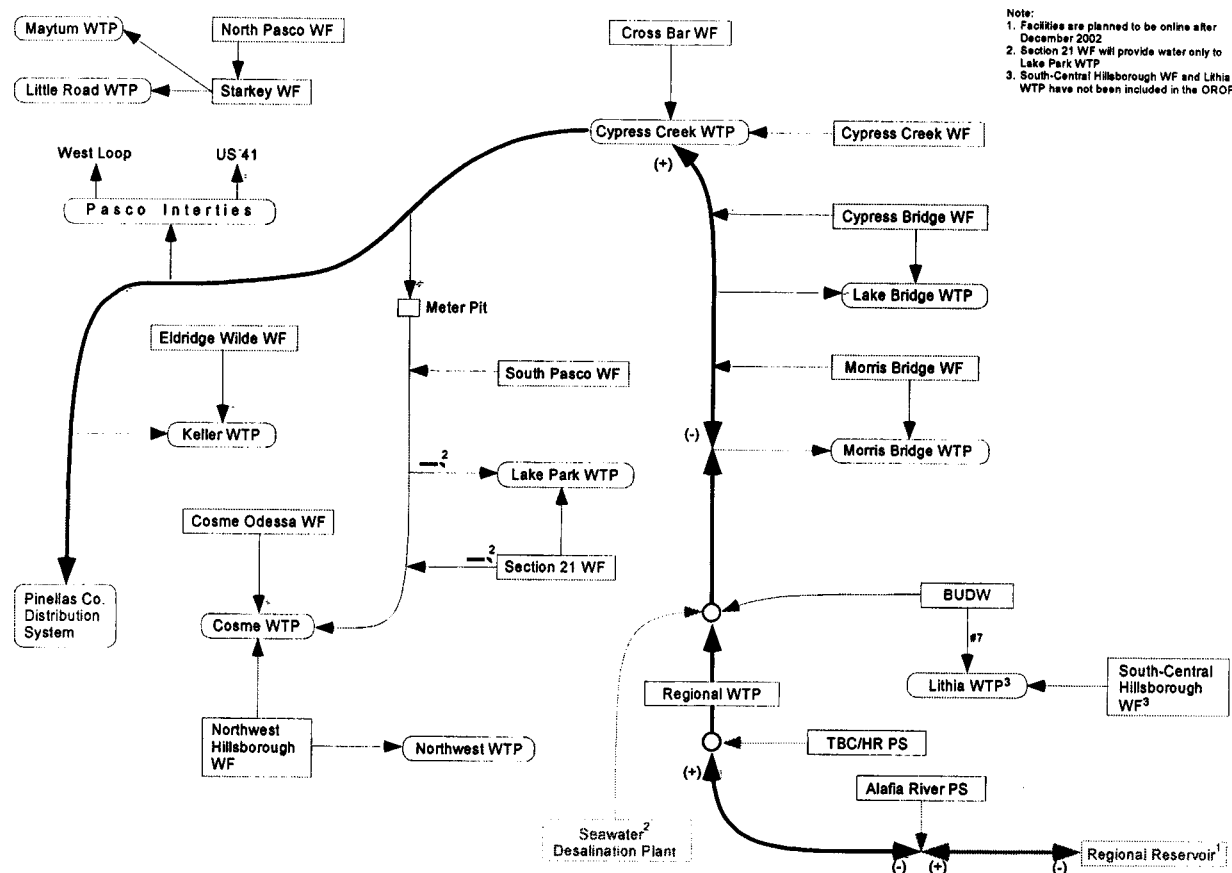 Maytum WTP
North Pasco WF
Little Road WTP
Starkey WF
Cross Bar WF
Note:
1. Facilities are planned to be online after
December 2002
2. Section 21 WF will provide water only to
Lake Park WTP
3. South-Central Hillsborough WF and Lithia
WTP have not been included in the OROP
Cypress Creek WTP
Cypress Creek WF
(+)
West Loop
US 41
Pasco Interties
Cypress Bridge WF
Lake Bridge WTP
Meter Pit
Eldridge Wilde WF
South Pasco WF
Morris Bridge WF
Keller WTP
(-)
Morris Bridge WTP
2
Lake Park WTP
Cosme Odessa WF
2
Section 21 WF
Pinellas Co.
Distribution
System
Cosme WTP
BUDW
#7
Lithia WTP3
South-Central
Hillsborough
WF3
Regional WTP
Northwest
Hillsborough
WF
Northwest WTP
TBC/HR PS
(+)
Alafia River PS
Seawater2
Desalination Plant
(-)
(+)
(-)
Regional Reservoir1